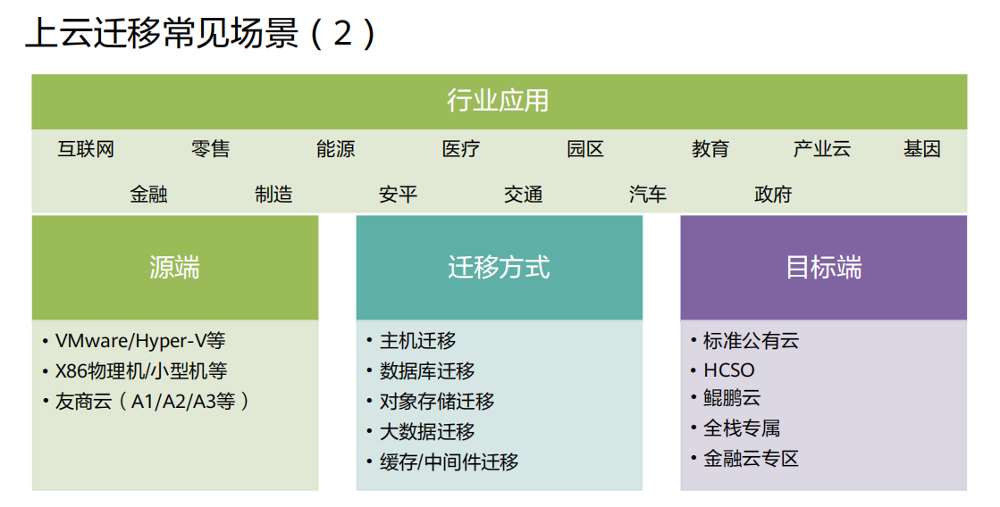 上云迁移常见场景（2）
行业应用
互联网 零售 能源 医疗 园区 教育 产业云 基因
金融 制造 安平 交通 汽车 政府
源端
• VMware/Hyper-V等
• X86物理机/小型机等
• 友商云（A1/A2/A3等）
迁移方式
• 主机迁移
• 数据库迁移
• 对象存储迁移
• 大数据迁移
• 缓存/中间件迁移
目标端
• 标准公有云
• HCSO
• 鲲鹏云
• 全栈专属
• 金融云专区